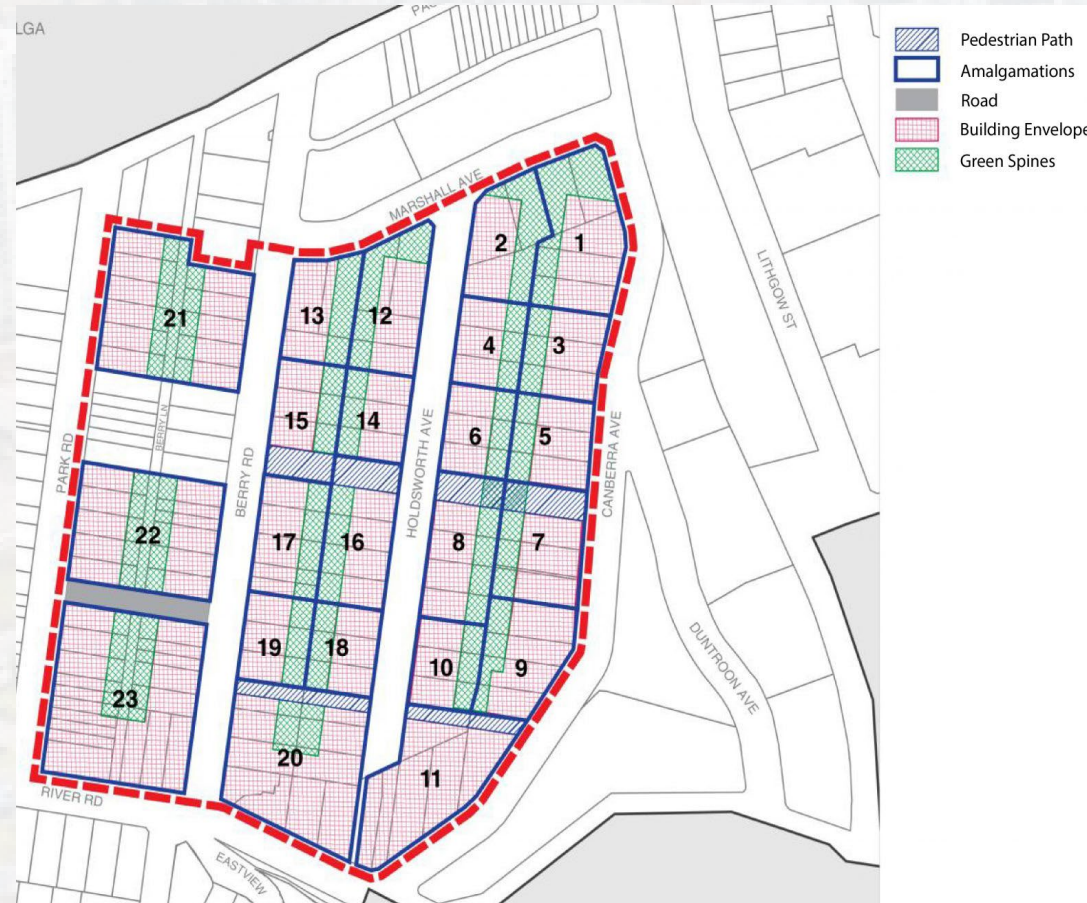 LGA
Pedestrian Path
Amalgamations
Road
Building Envelope
Green Spines
MARSHALL AVE
2
1
LITHGOW ST
13
12
21
4
3
15
14
6
5
BERRY LN
PARK RD
BERRY RD
HOLDSWORTH AVE
CANBERRA AVE
22
17
16
8
7
19
18
10
9
DUNTROON AVE
23
20
11
RIVER RD
EASTVIEW